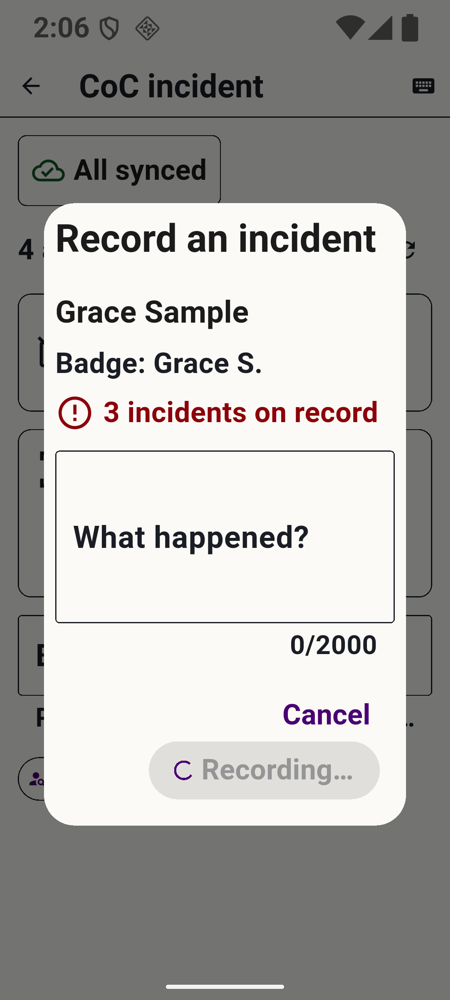 2:06
CoC incident
All synced
4
Record an incident
Grace Sample
Badge: Grace S.
3 incidents on record
What happened?
0/2000
Cancel
Recording…